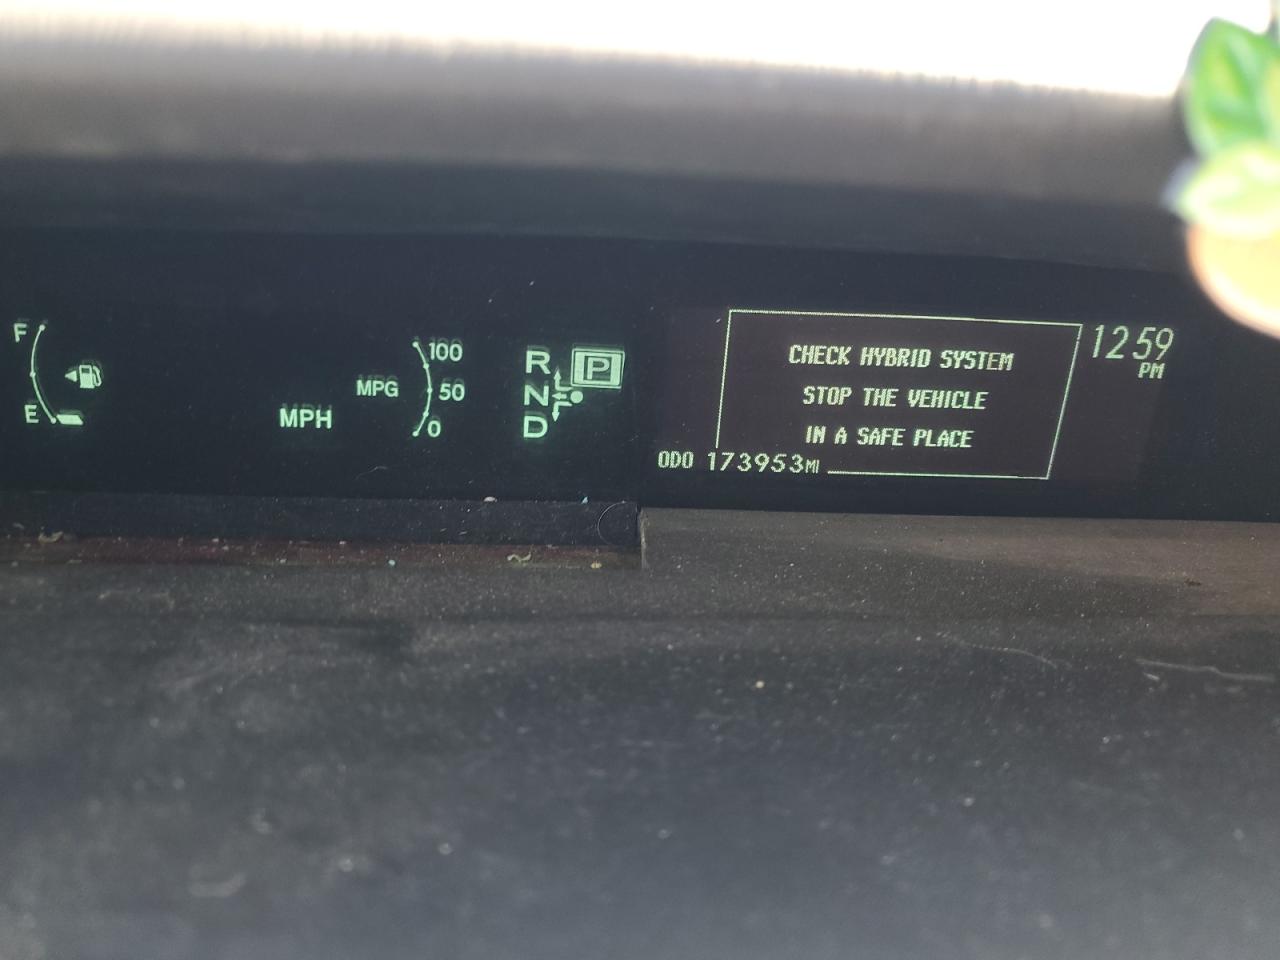 F
E
MPH
MPG
100
50
0
R
N
D
P
CHECK HYBRID SYSTEM
STOP THE VEHICLE
IN A SAFE PLACE
12 59
PM
ODO 173953MI